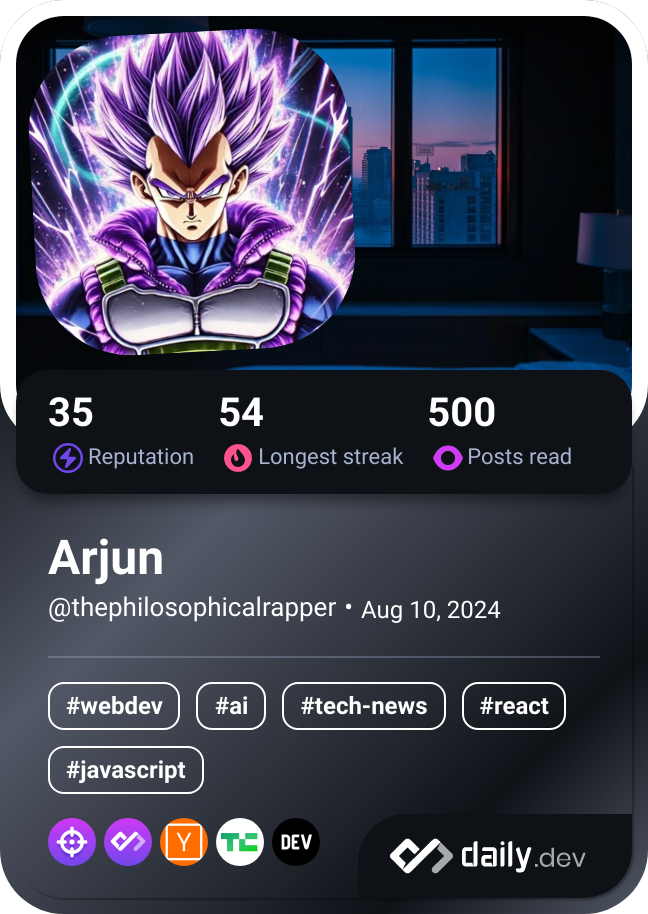 35 54 500
Reputation Longest streak Posts read
Arjun
@thephilosophicalrapper • Aug 10, 2024
#webdev #ai #tech-news #react
#javascript
Y TC DEV
daily.dev